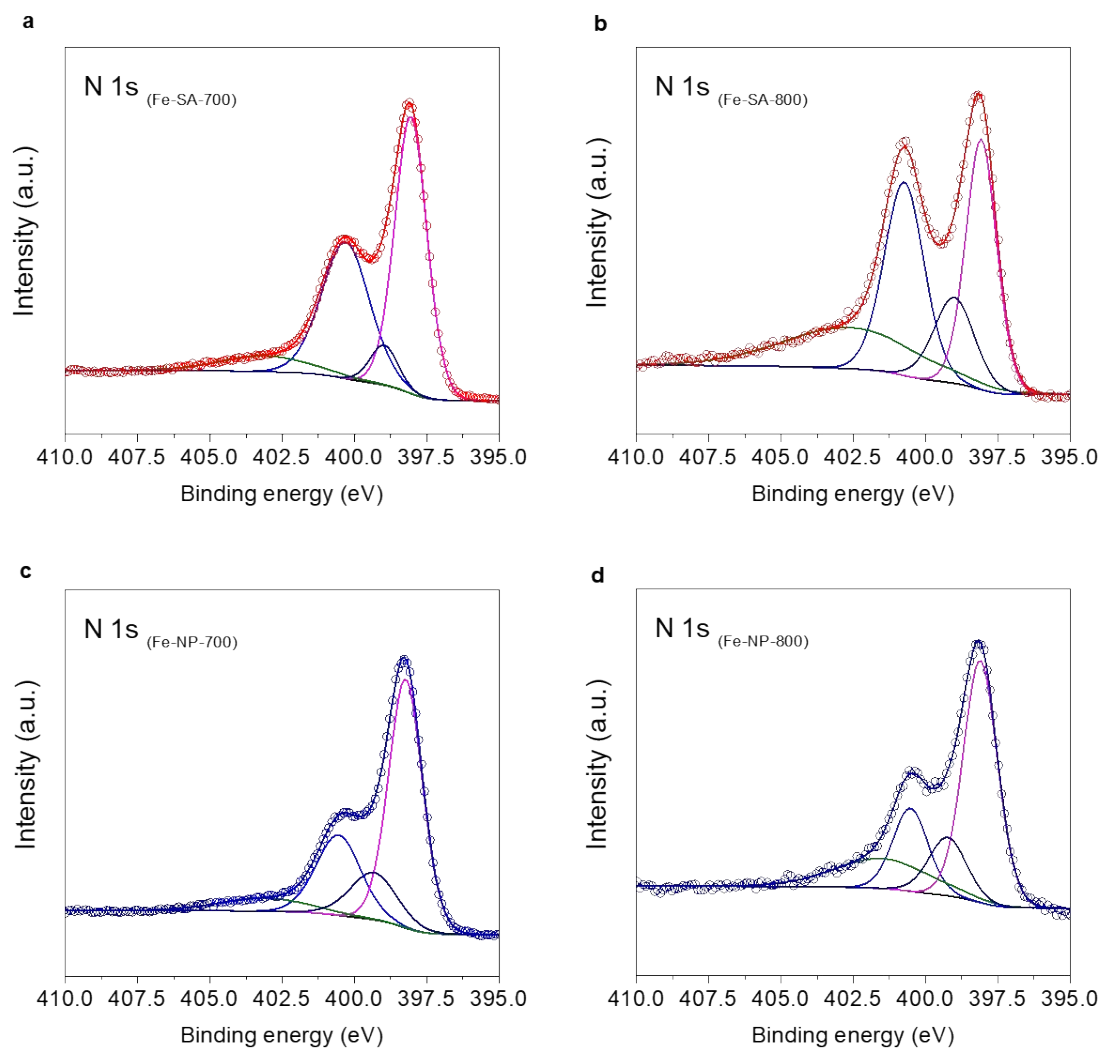 a
N 1s (Fe-SA-700)
Intensity (a.u.)
410.0 407.5 405.0 402.5 400.0 397.5 395.0
Binding energy (eV)
b
N 1s (Fe-SA-800)
Intensity (a.u.)
410.0 407.5 405.0 402.5 400.0 397.5 395.0
Binding energy (eV)
c
N 1s (Fe-NP-700)
Intensity (a.u.)
410.0 407.5 405.0 402.5 400.0 397.5 395.0
Binding energy (eV)
d
N 1s (Fe-NP-800)
Intensity (a.u.)
410.0 407.5 405.0 402.5 400.0 397.5 395.0
Binding energy (eV)